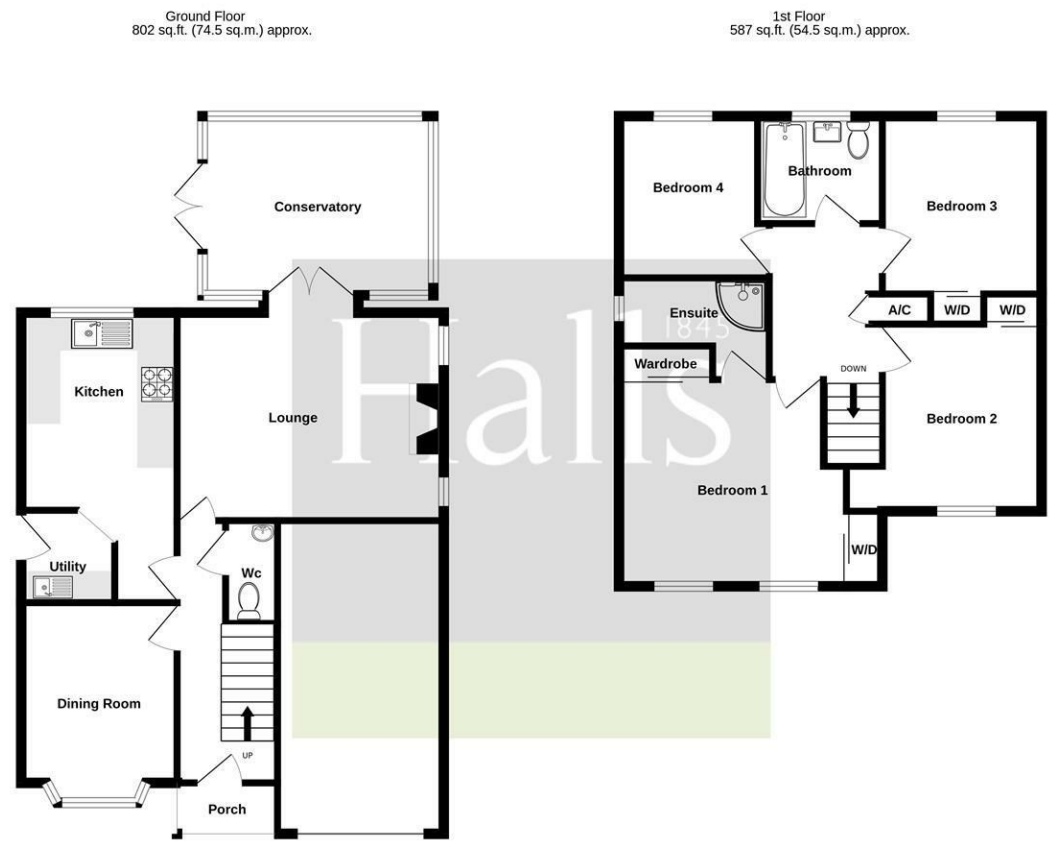 Ground Floor
802 sq.ft. (74.5 sq.m.) approx.
1st Floor
587 sq.ft. (54.5 sq.m.) approx.
Conservatory
Kitchen
Lounge
Utility
Wc
Dining Room
UP
Porch
Bedroom 4
Bathroom
Bedroom 3
Ensuite
A/C
W/D
W/D
Wardrobe
DOWN
Bedroom 2
Bedroom 1
W/D
1845
Halls